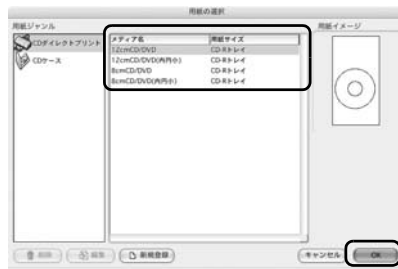 用紙の選択
用紙ジャンル
用紙イメージ
CDダイレクトプリント
CDケース
メディア名 用紙サイズ
12cmCD/DVD CD-Rトレイ
12cmCD/DVD(内円小) CD-Rトレイ
8cmCD/DVD CD-Rトレイ
8cmCD/DVD(内円小) CD-Rトレイ
削除 編集 新規登録 キャンセル OK